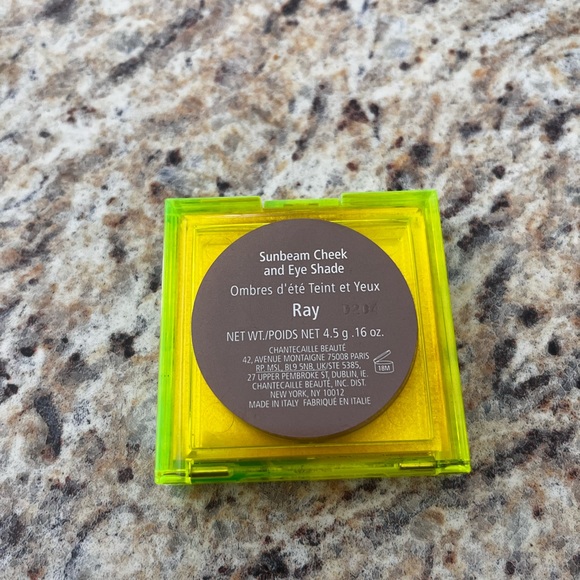 Sunbeam Cheek
and Eye Shade
Ombres d'été Teint et Yeux
Ray
NET WT./POIDS NET 4.5 g .16 oz.
CHANTECAILLE BEAUTÉ
42, AVENUE MONTAIGNE 75008 PARIS
RP, MSL, BL9 5NB, UK/STE 5385,
27 UPPER PEMBROKE ST, DUBLIN, IE.
CHANTECAILLE BEAUTÉ, INC. DIST.
NEW YORK, NY 10012
MADE IN ITALY FABRIQUÉ EN ITALIE
18M